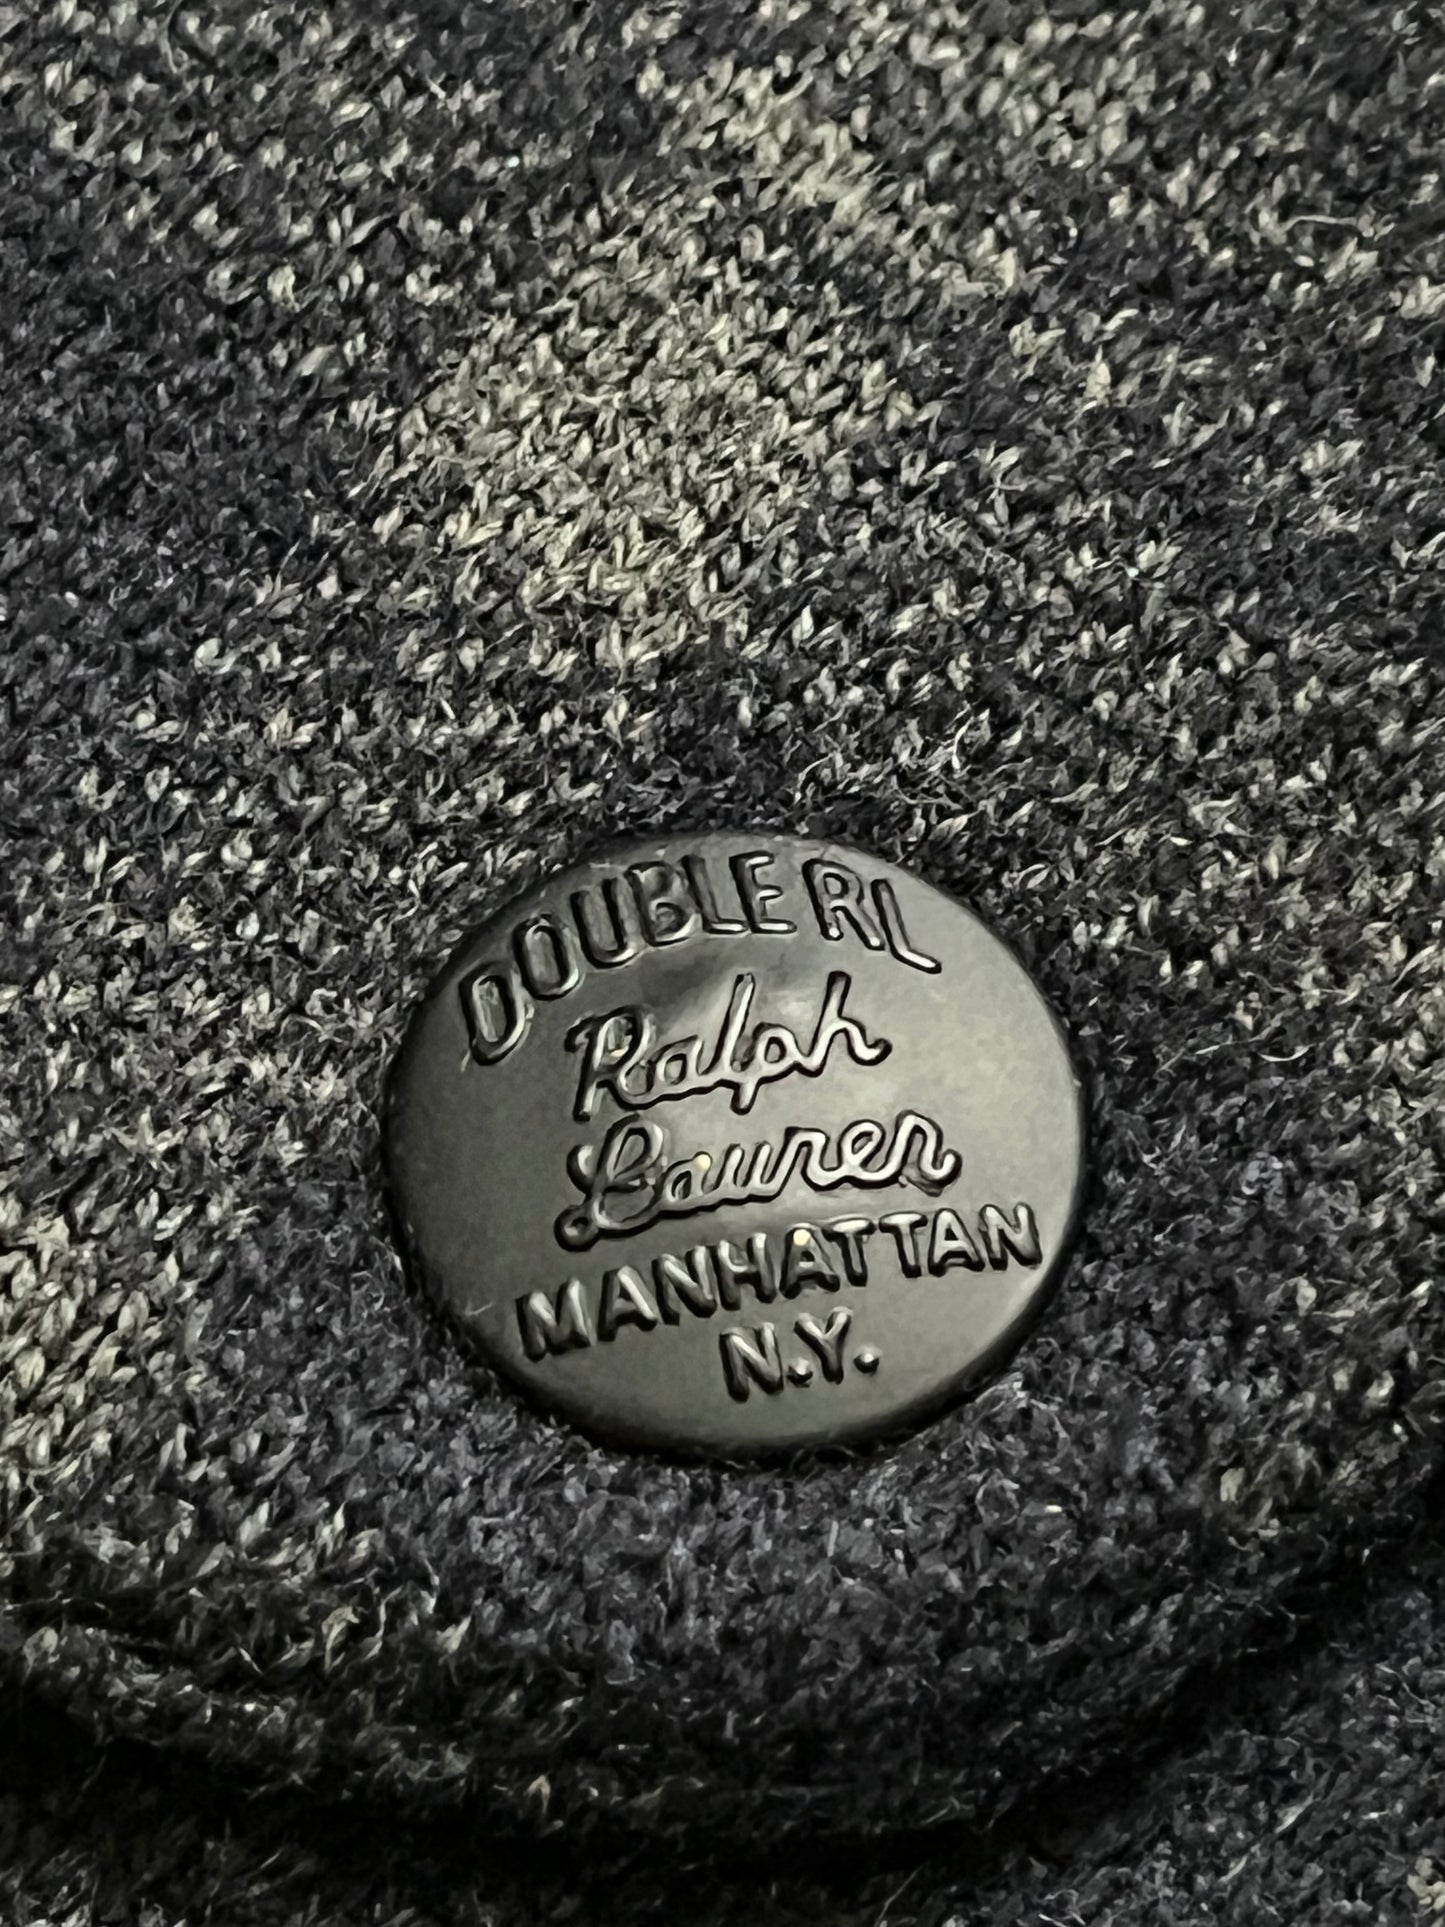 DOUBLE RL
Ralph
Lauren
MANHATTAN
N.Y.